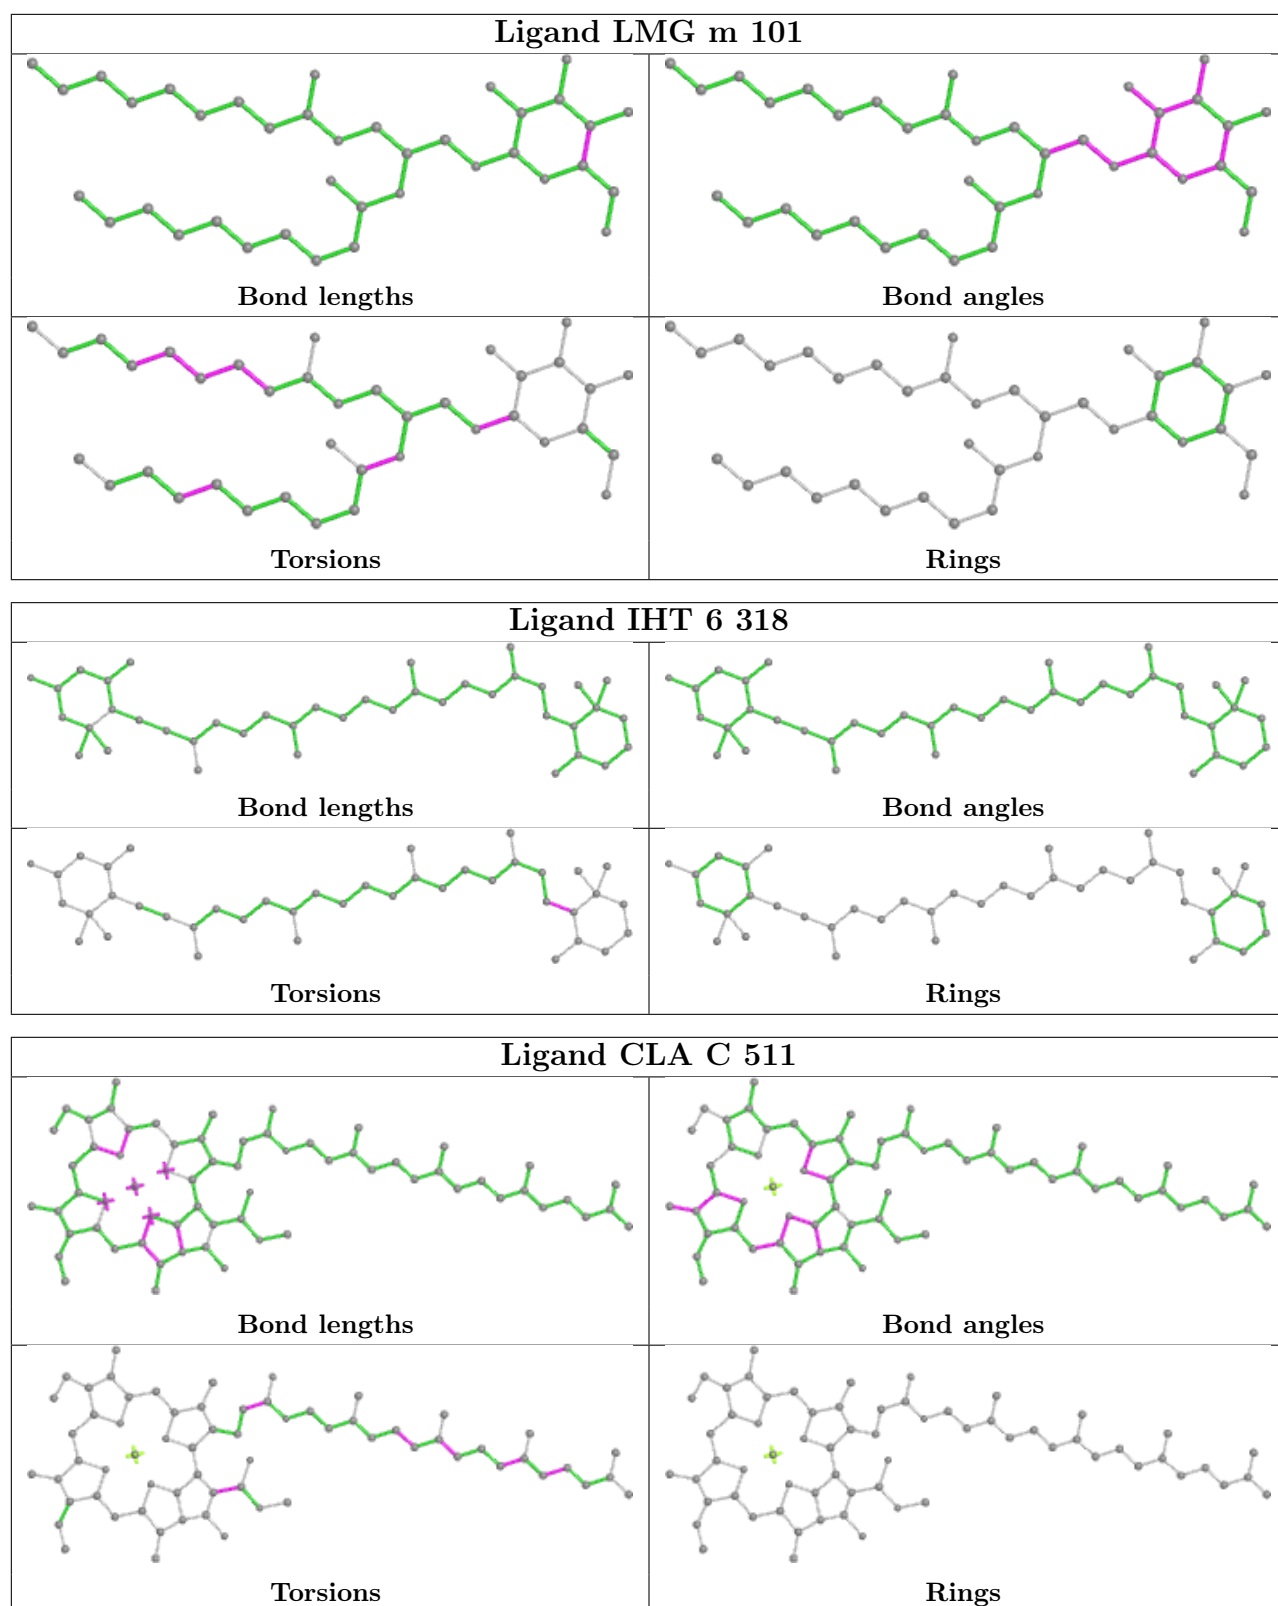 Ligand LMG m 101
Bond lengths
Bond angles
Torsions
Rings
Ligand IHT 6 318
Bond lengths
Bond angles
Torsions
Rings
Ligand CLA C 511
Bond lengths
Bond angles
Torsions
Rings